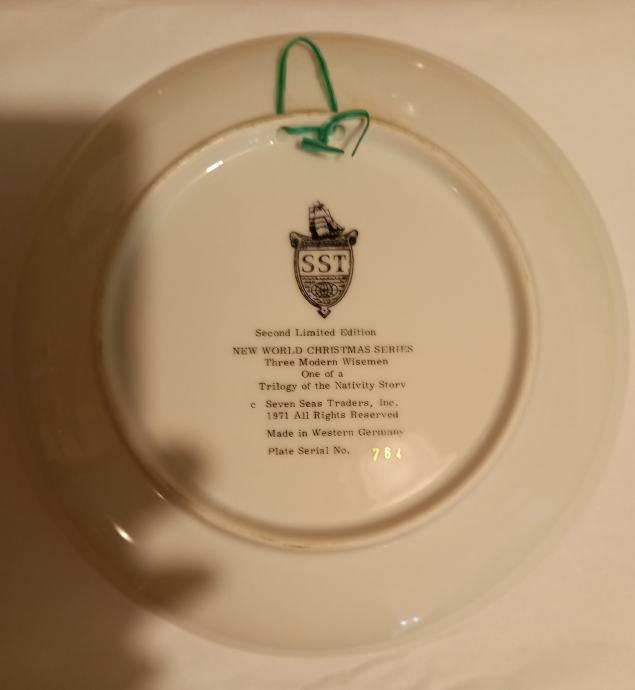 SST
Second Limited Edition
NEW WORLD CHRISTMAS SERIES
Three Modern Wisemen
One of a
Trilogy of the Nativity Story
c Seven Seas Traders, Inc.
1971 All Rights Reserved
Made in Western Germany
Plate Serial No. 764